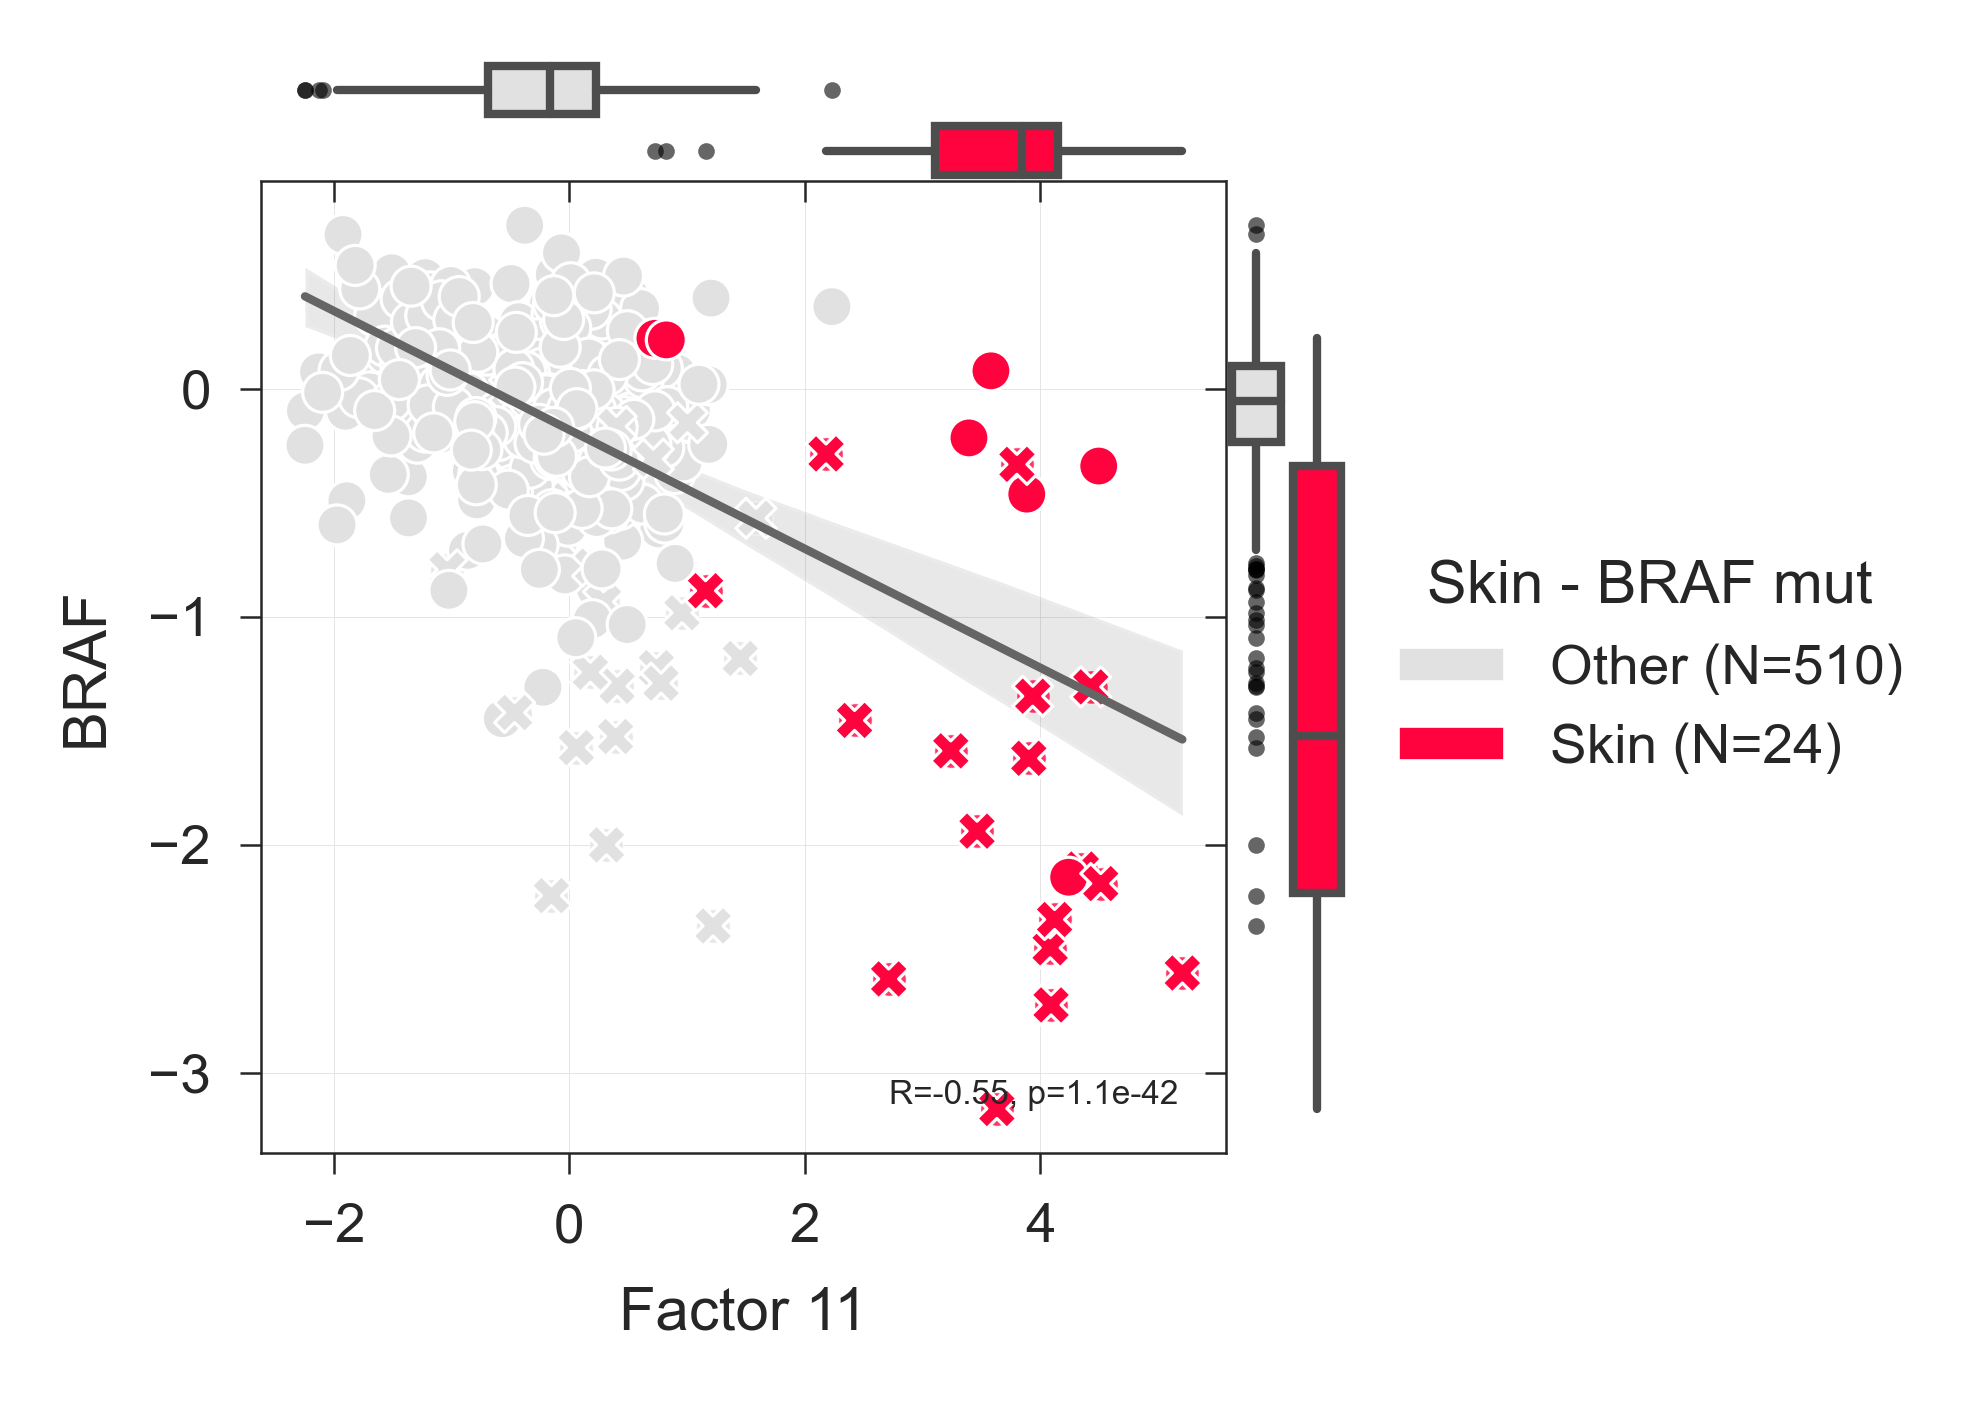 0
−1
−2
−3
BRAF
R=-0.55, p=1.1e-42
−2
0
2
4
Factor 11
Skin - BRAF mut
Other (N=510)
Skin (N=24)